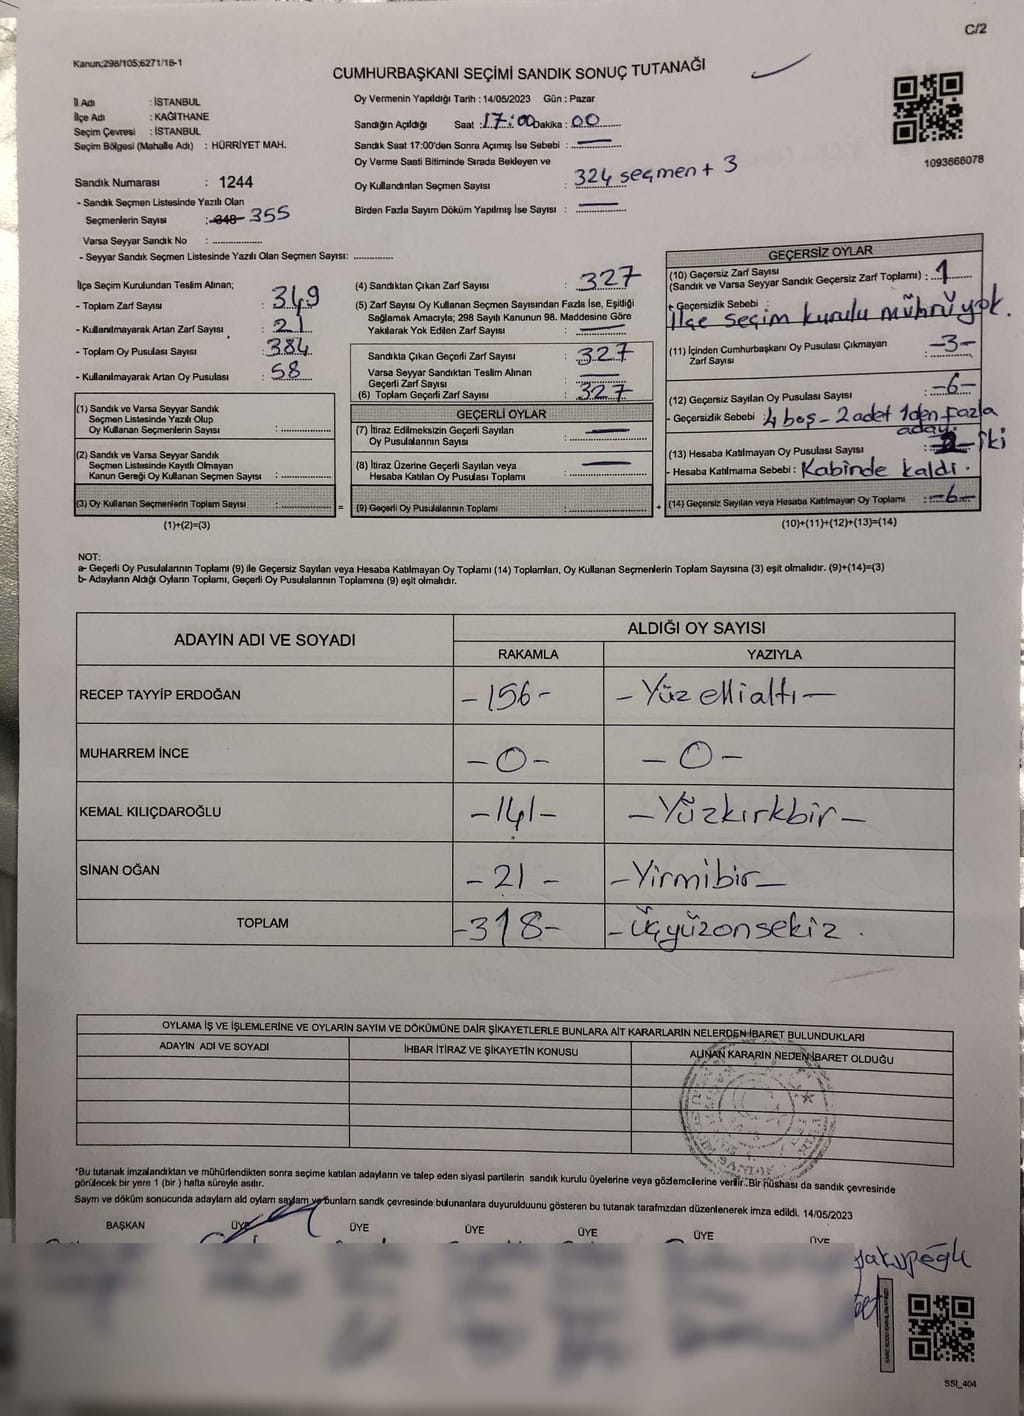 C/2
Kanun;298/105;6271/18-1
CUMHURBAŞKANI SEÇİMİ SANDIK SONUÇ TUTANAĞI
İl Adı : İSTANBUL
İlçe Adı : KAĞITHANE
Seçim Çevresi : İSTANBUL
Seçim Bölgesi (Mahalle Adı) : HÜRRİYET MAH.
Sandık Numarası : 1244
- Sandık Seçmen Listesinde Yazılı Olan
Seçmenlerin Sayısı : 348 355
Varsa Seyyar Sandık No : ..............
- Seyyar Sandık Seçmen Listesinde Yazılı Olan Seçmen Sayısı: ............
Oy Vermenin Yapıldığı Tarih : 14/05/2023 Gün : Pazar
Sandığın Açıldığı Saat : 17:00 Dakika : 00
Sandık Saat 17:00'den Sonra Açımış İse Sebebi : —
Oy Verme Saati Bitiminde Sırada Bekleyen ve
Oy Kullandırılan Seçmen Sayısı : 324 seçmen + 3
Birden Fazla Sayım Döküm Yapılmış İse Sayısı : —
1093666078
İlçe Seçim Kurulundan Teslim Alınan;
- Toplam Zarf Sayısı : 349
- Kullanılmayarak Artan Zarf Sayısı : 21
- Toplam Oy Pusulası Sayısı : 384
- Kullanılmayarak Artan Oy Pusulası : 58
(1) Sandık ve Varsa Seyyar Sandık
Seçmen Listesinde Yazılı Olup
Oy Kullanan Seçmenlerin Sayısı : ..............
(2) Sandık ve Varsa Seyyar Sandık
Seçmen Listesinde Kayıtlı Olmayan
Kanun Gereği Oy Kullanan Seçmen Sayısı : ..............
(3) Oy Kullanan Seçmenlerin Toplam Sayısı : ..............
(1)+(2)=(3)
(4) Sandıktan Çıkan Zarf Sayısı : 327
(5) Zarf Sayısı Oy Kullanan Seçmen Sayısından Fazla İse, Eşitliği
Sağlamak Amacıyla; 298 Sayılı Kanunun 98. Maddesine Göre
Yakılarak Yok Edilen Zarf Sayısı : —
Sandıkta Çıkan Geçerli Zarf Sayısı : 327
Varsa Seyyar Sandıktan Teslim Alınan
Geçerli Zarf Sayısı : —
(6) Toplam Geçerli Zarf Sayısı : 327
GEÇERLİ OYLAR
(7) İtiraz Edilmeksizin Geçerli Sayılan
Oy Pusulalarının Sayısı : —
(8) İtiraz Üzerine Geçerli Sayılan veya
Hesaba Katılan Oy Pusulası Toplamı : —
= (9) Geçerli Oy Pusulalarının Toplamı : ..............
GEÇERSİZ OYLAR
(10) Geçersiz Zarf Sayısı
(Sandık ve Varsa Seyyar Sandık Geçersiz Zarf Toplamı) : 1
- Geçersizlik Sebebi :
İlçe seçim kurulu mührü yok.
(11) İçinden Cumhurbaşkanı Oy Pusulası Çıkmayan
Zarf Sayısı : -3-
(12) Geçersiz Sayılan Oy Pusulası Sayısı : -6-
- Geçersizlik Sebebi : 4 boş - 2 adet 1den fazla
aday.
(13) Hesaba Katılmayan Oy Pusulası Sayısı : 2 - iki
- Hesaba Katılmama Sebebi : Kabinde kaldı.
+ (14) Geçersiz Sayılan veya Hesaba Katılmayan Oy Toplamı : -6-
(10)+(11)+(12)+(13)=(14)
NOT:
a- Geçerli Oy Pusulalarının Toplamı (9) ile Geçersiz Sayılan veya Hesaba Katılmayan Oy Toplamı (14) Toplamları, Oy Kullanan Seçmenlerin Toplam Sayısına (3) eşit olmalıdır. (9)+(14)=(3)
b- Adayların Aldığı Oyların Toplamı, Geçerli Oy Pusulalarının Toplamına (9) eşit olmalıdır.
ADAYIN ADI VE SOYADI
ALDIĞI OY SAYISI
RAKAMLA YAZIYLA
RECEP TAYYİP ERDOĞAN -156- -Yüz elli altı-
MUHARREM İNCE -0- -0-
KEMAL KILIÇDAROĞLU -141- -Yüzkırkbir-
SİNAN OĞAN -21- -Yirmibir-
TOPLAM -318- -üçyüzonsekiz.
OYLAMA İŞ VE İŞLEMLERİNE VE OYLARIN SAYIM VE DÖKÜMÜNE DAİR ŞİKAYETLERLE BUNLARA AİT KARARLARIN NELERDEN İBARET BULUNDUKLARI
ADAYIN ADI VE SOYADI İHBAR İTİRAZ VE ŞİKAYETİN KONUSU ALINAN KARARIN NEDEN İBARET OLDUĞU
*Bu tutanak imzalandıktan ve mühürlendikten sonra seçime katılan adayların ve talep eden siyasi partilerin sandık kurulu üyelerine veya gözlemcilerine verilir. Bir nüshası da sandık çevresinde
görülecek bir yere 1 (bir ) hafta süreyle asılır.
Sayım ve döküm sonucunda adayların ald oyların sayların ve bunların sandk çevresinde bulunanlara duyurulduunu gösteren bu tutanak tarafmzdan düzenlenerek imza edildi. 14/05/2023
BAŞKAN ÜYE ÜYE ÜYE ÜYE ÜYE ÜYE
SSI_404